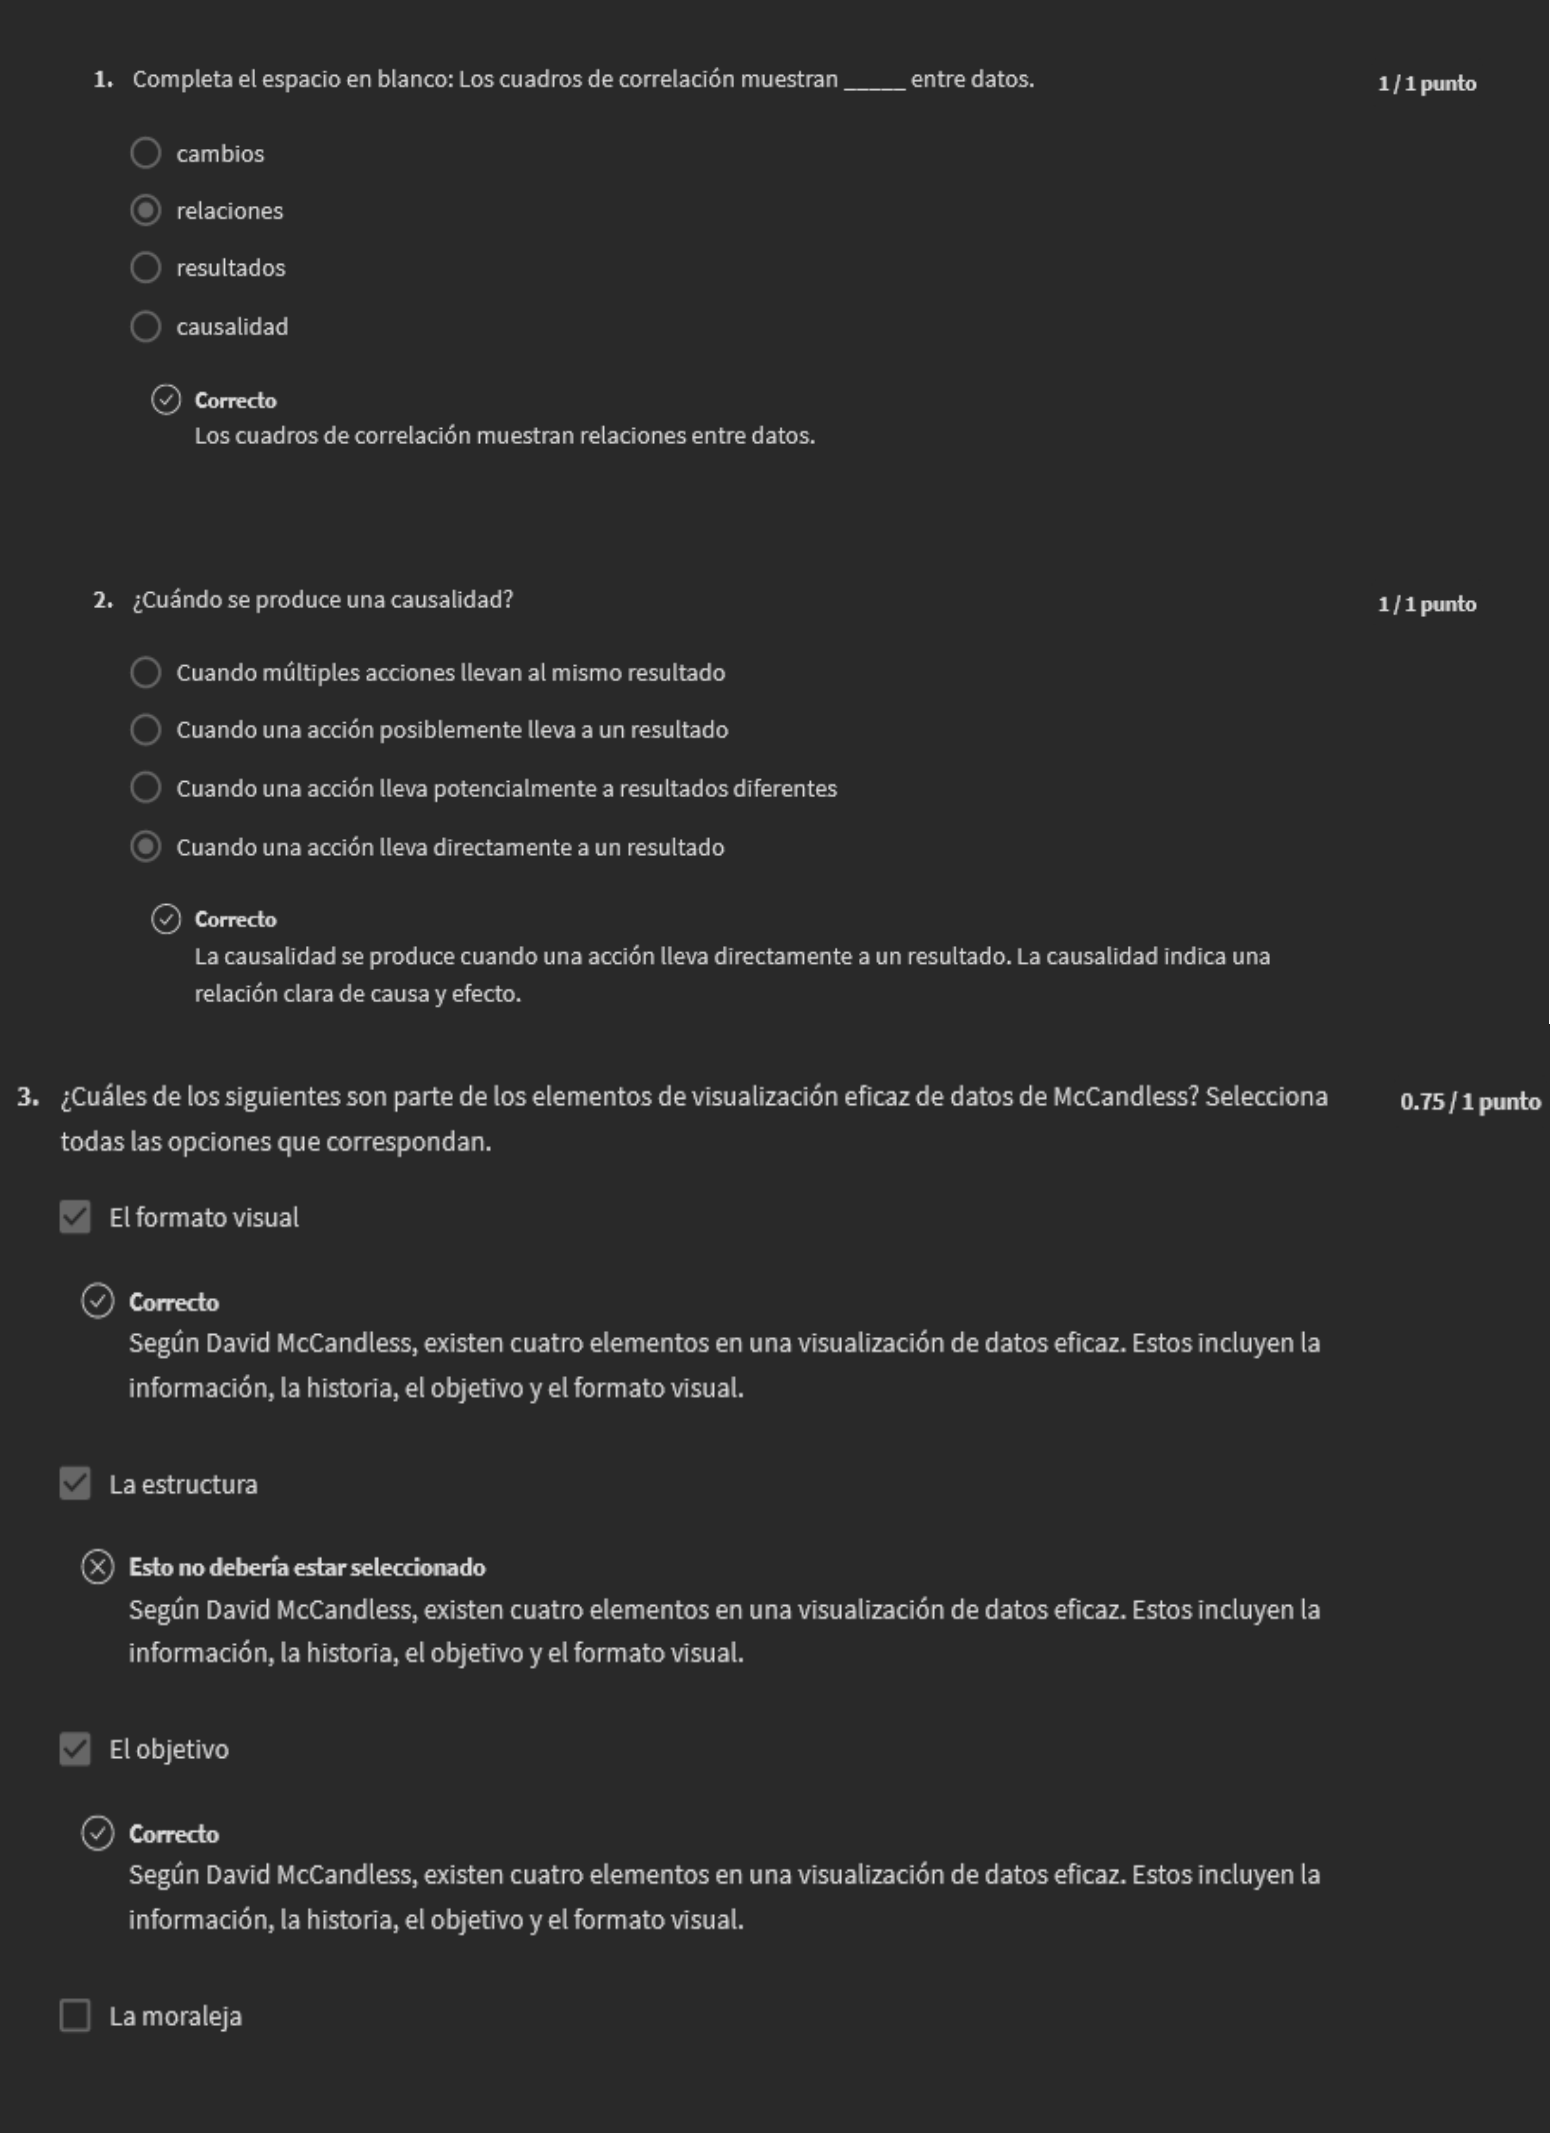 1. Completa el espacio en blanco: Los cuadros de correlación muestran _____ entre datos.
1 / 1 punto
cambios
relaciones
resultados
causalidad
Correcto
Los cuadros de correlación muestran relaciones entre datos.
2. ¿Cuándo se produce una causalidad?
1 / 1 punto
Cuando múltiples acciones llevan al mismo resultado
Cuando una acción posiblemente lleva a un resultado
Cuando una acción lleva potencialmente a resultados diferentes
Cuando una acción lleva directamente a un resultado
Correcto
La causalidad se produce cuando una acción lleva directamente a un resultado. La causalidad indica una
relación clara de causa y efecto.
3. ¿Cuáles de los siguientes son parte de los elementos de visualización eficaz de datos de McCandless? Selecciona
todas las opciones que correspondan.
0.75 / 1 punto
El formato visual
Correcto
Según David McCandless, existen cuatro elementos en una visualización de datos eficaz. Estos incluyen la
información, la historia, el objetivo y el formato visual.
La estructura
Esto no debería estar seleccionado
Según David McCandless, existen cuatro elementos en una visualización de datos eficaz. Estos incluyen la
información, la historia, el objetivo y el formato visual.
El objetivo
Correcto
Según David McCandless, existen cuatro elementos en una visualización de datos eficaz. Estos incluyen la
información, la historia, el objetivo y el formato visual.
La moraleja